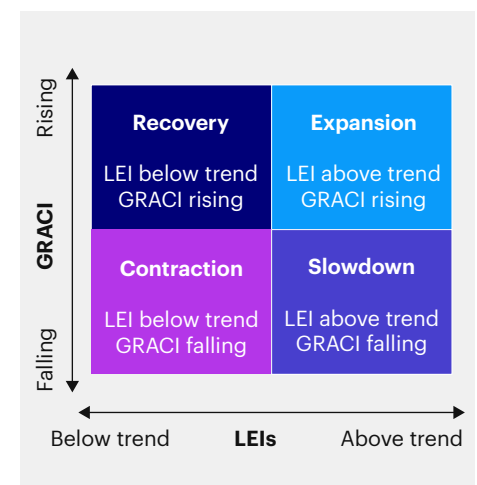 Rising
GRACI
Falling
Recovery
LEI below trend
GRACI rising
Expansion
LEI above trend
GRACI rising
Contraction
LEI below trend
GRACI falling
Slowdown
LEI above trend
GRACI falling
Below trend
LEIs
Above trend